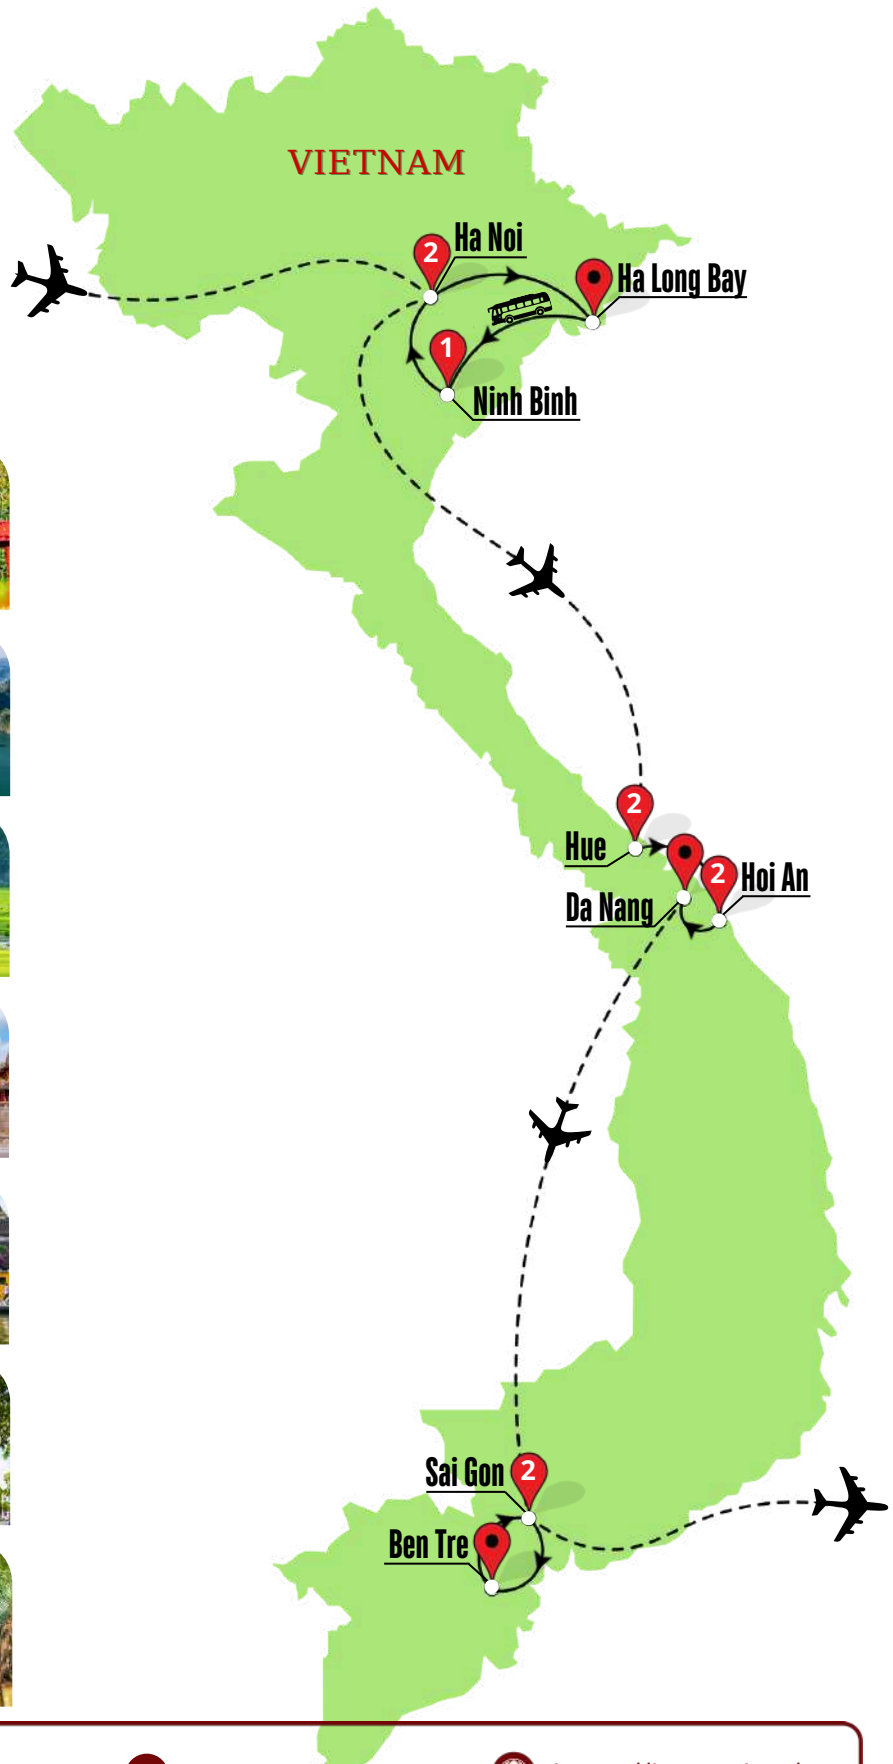 VIETNAM
2
Ha Noi
Ha Long Bay
1
Ninh Binh
2
Hue
2
Hoi An
Da Nang
Sai Gon
2
Ben Tre